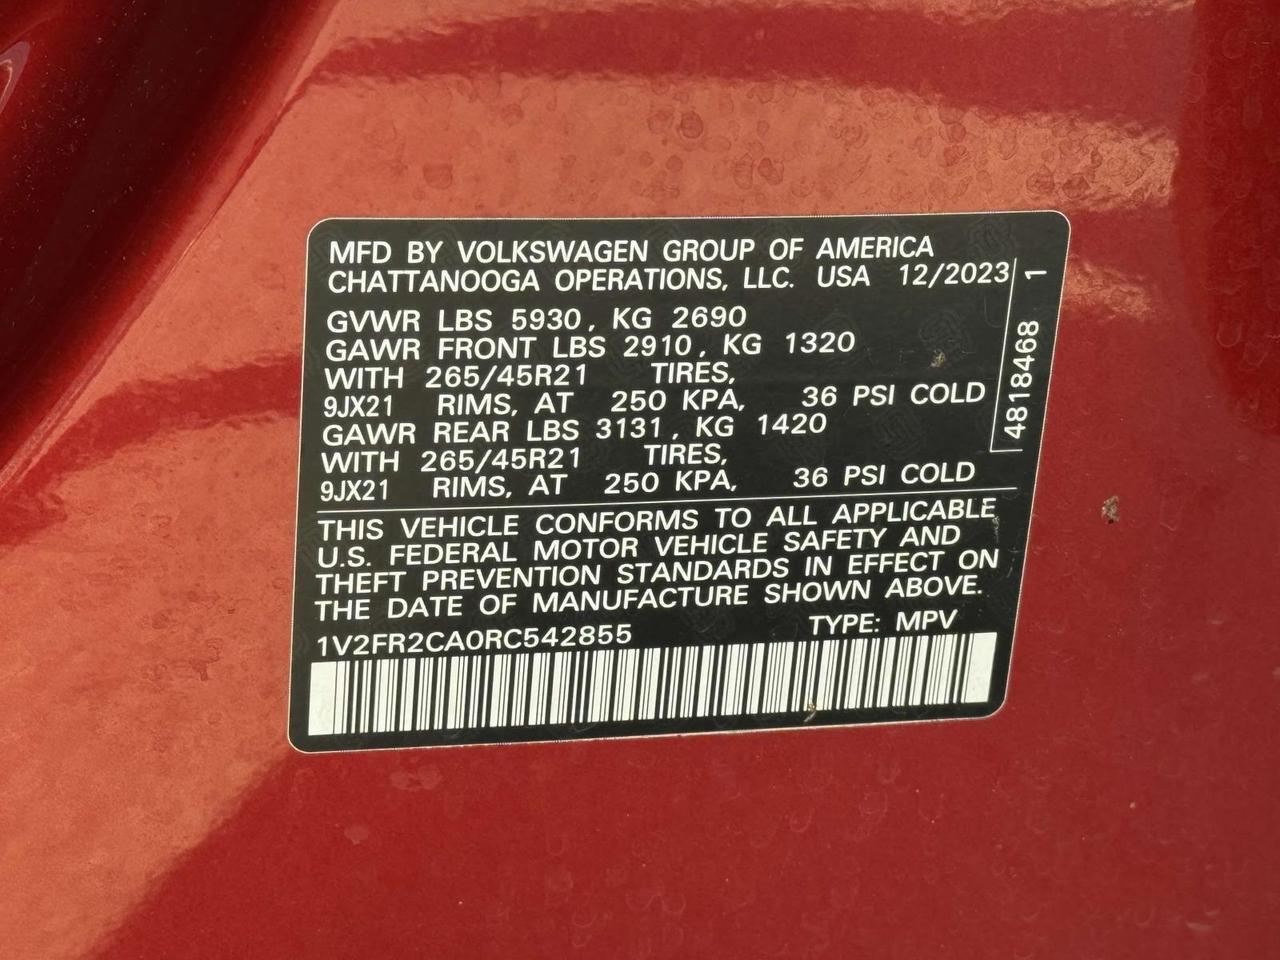 MFD BY VOLKSWAGEN GROUP OF AMERICA
CHATTANOOGA OPERATIONS, LLC. USA 12/2023
GVWR LBS 5930, KG 2690
GAWR FRONT LBS 2910, KG 1320
WITH 265/45R21 TIRES,
9JX21 RIMS, AT 250 KPA, 36 PSI COLD
GAWR REAR LBS 3131, KG 1420
WITH 265/45R21 TIRES,
9JX21 RIMS, AT 250 KPA, 36 PSI COLD
THIS VEHICLE CONFORMS TO ALL APPLICABLE
U.S. FEDERAL MOTOR VEHICLE SAFETY AND
THEFT PREVENTION STANDARDS IN EFFECT ON
THE DATE OF MANUFACTURE SHOWN ABOVE.
1V2FR2CA0RC542855 TYPE: MPV
4818468 1